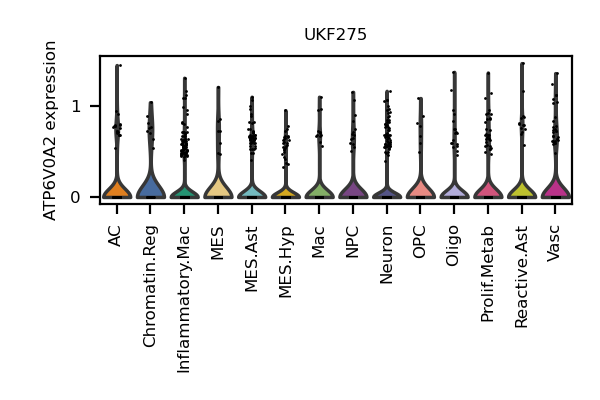 UKF275
ATP6V0A2 expression
1
0
AC
Chromatin.Reg
Inflammatory.Mac
MES
MES.Ast
MES.Hyp
Mac
NPC
Neuron
OPC
Oligo
Prolif.Metab
Reactive.Ast
Vasc